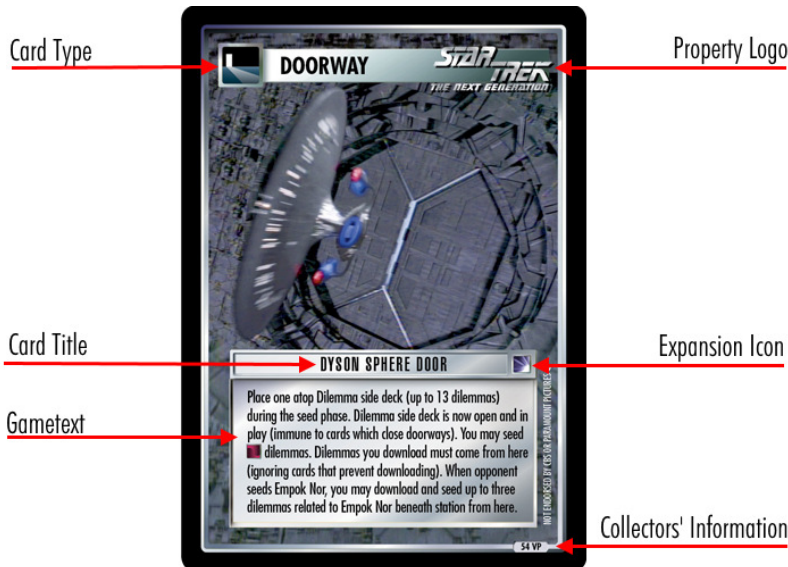 Card Type
DOORWAY
STAR TREK
THE NEXT GENERATION
Property Logo
Card Title
DYSON SPHERE DOOR
Expansion Icon
Gametext
Place one atop Dilemma side deck (up to 13 dilemmas)
during the seed phase. Dilemma side deck is now open and in
play (immune to cards which close doorways). You may seed
dilemmas. Dilemmas you download must come from here
(ignoring cards that prevent downloading). When opponent
seeds Empok Nor, you may download and seed up to three
dilemmas related to Empok Nor beneath station from here.
NOT ENDORSED BY CBS OR PARAMOUNT PICTURES
Collectors' Information
54 VP